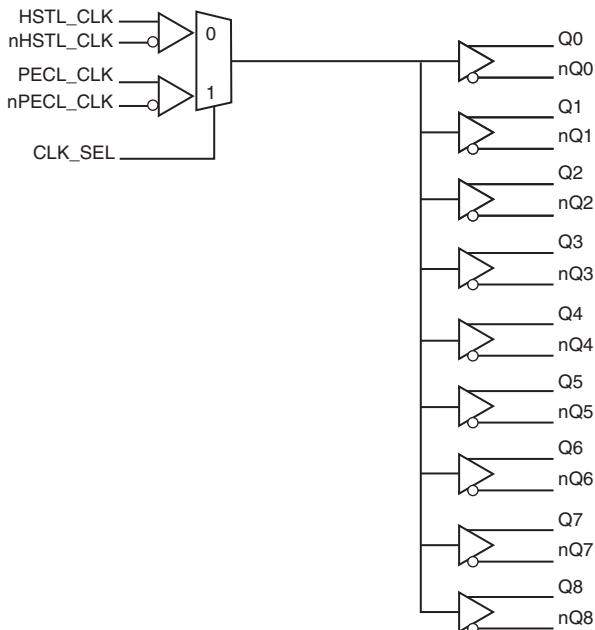 HSTL_CLK
nHSTL_CLK
PECL_CLK
nPECL_CLK
CLK_SEL
0
1
Q0
nQ0
Q1
nQ1
Q2
nQ2
Q3
nQ3
Q4
nQ4
Q5
nQ5
Q6
nQ6
Q7
nQ7
Q8
nQ8